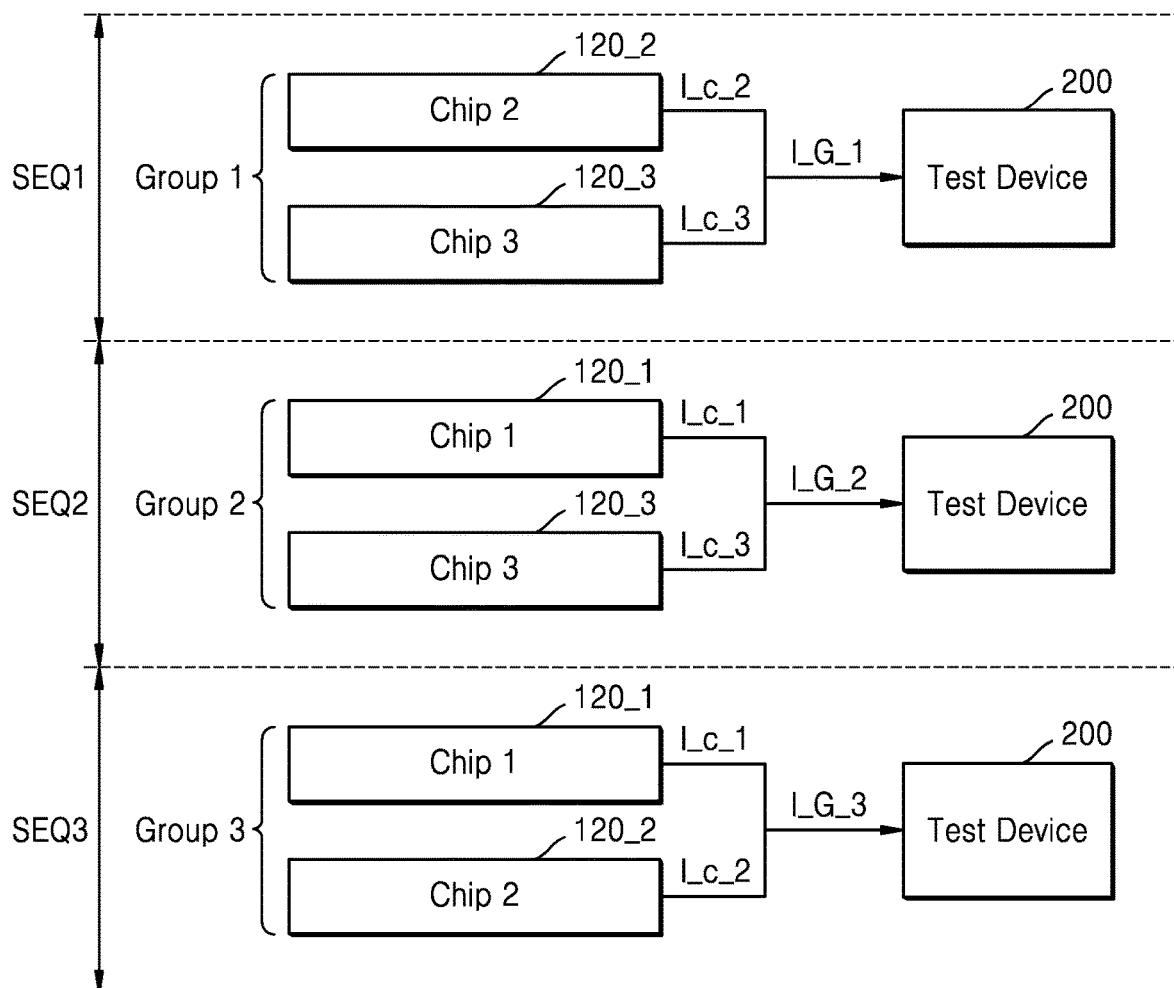 120_2
Chip 2
I_c_2
200
SEQ1
Group 1
I_G_1
Test Device
120_3
Chip 3
I_c_3
120_1
Chip 1
I_c_1
200
SEQ2
Group 2
I_G_2
Test Device
120_3
Chip 3
I_c_3
120_1
Chip 1
I_c_1
200
SEQ3
Group 3
I_G_3
Test Device
120_2
Chip 2
I_c_2